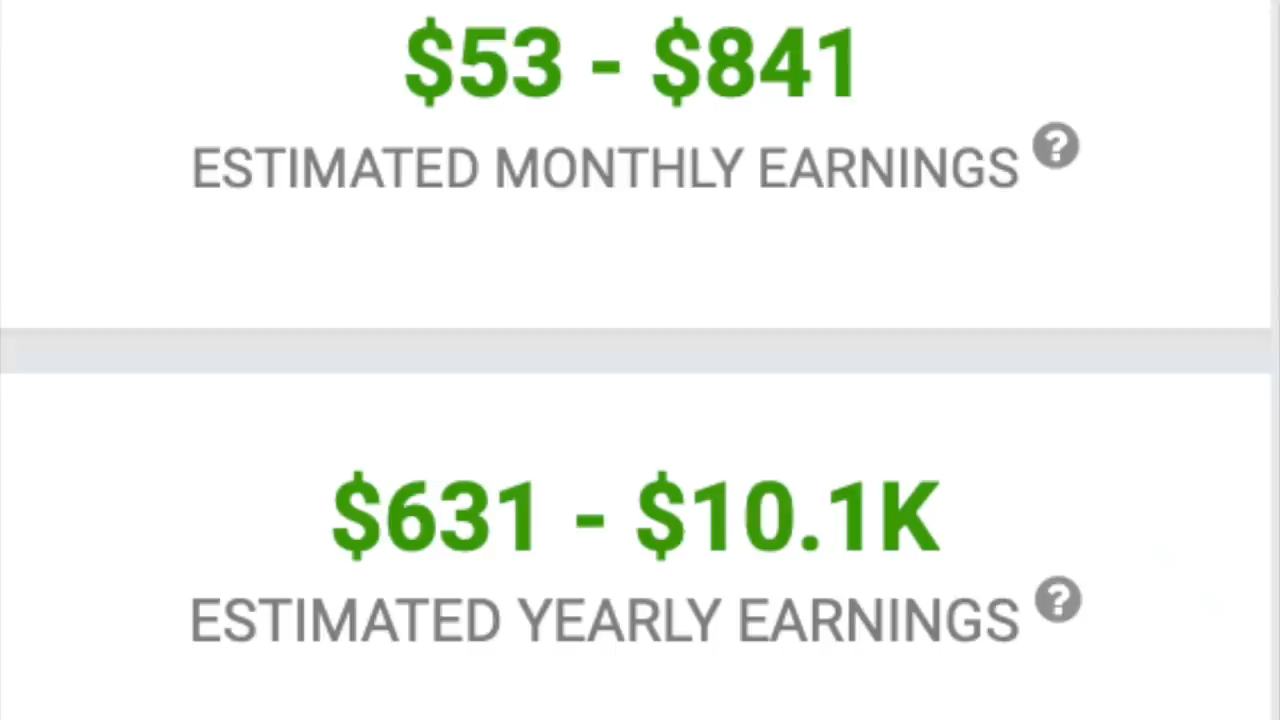 $53 - $841
ESTIMATED MONTHLY EARNINGS ?
$631 - $10.1K
ESTIMATED YEARLY EARNINGS ?